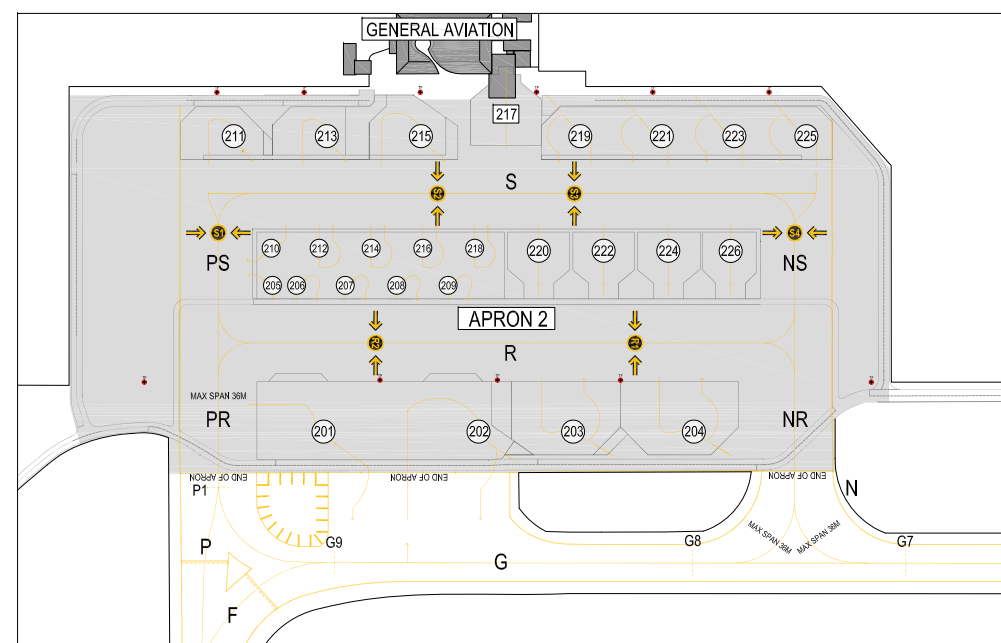 GENERAL AVIATION
217
211
213
215
219
221
223
225
S
S2
S3
S1
S4
PS
NS
210
212
214
216
218
220
222
224
226
205
206
207
208
209
APRON 2
R
MAX SPAN 36M
PR
NR
201
202
203
204
END OF APRON
END OF APRON
END OF APRON
P1
N
MAX SPAN 36M
MAX SPAN 36M
G9
G8
G7
P
G
F